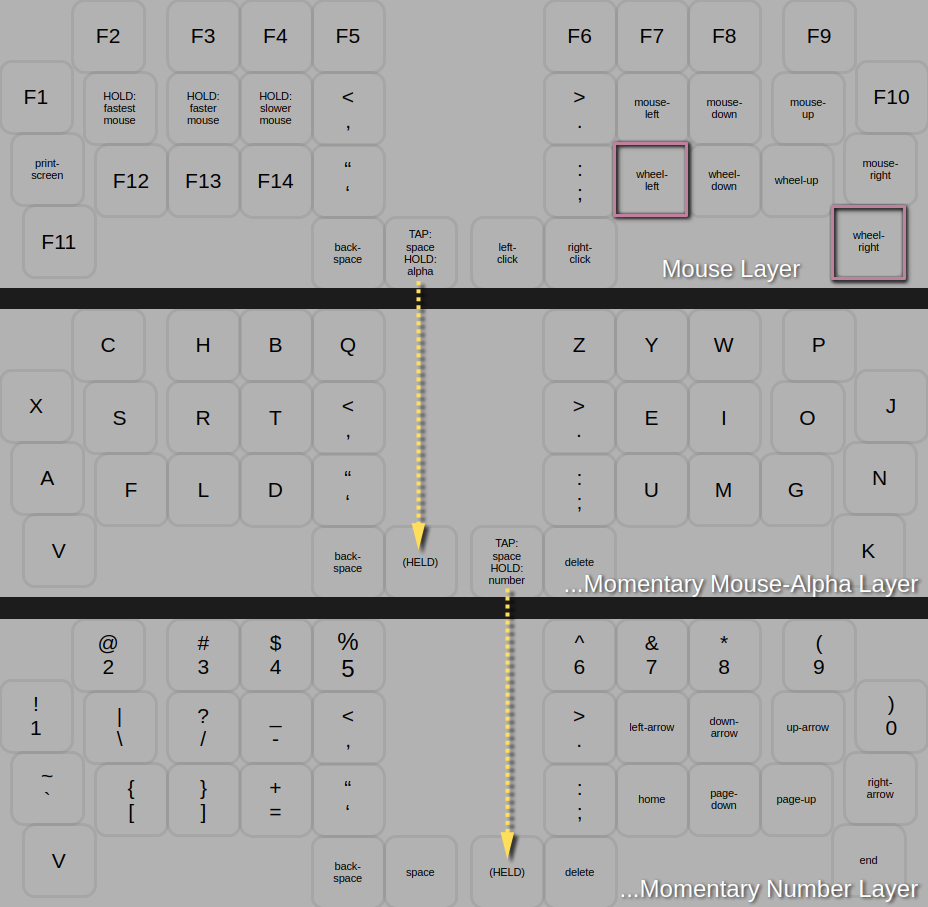 F2 F3 F4 F5 F6 F7 F8 F9
F1 HOLD: fastest mouse HOLD: faster mouse HOLD: slower mouse < , > . mouse-left mouse-down mouse-up F10
print-screen F12 F13 F14 “ ‘ : ; wheel-left wheel-down wheel-up mouse-right
F11 back-space TAP: space HOLD: alpha left-click right-click wheel-right
Mouse Layer
C H B Q Z Y W P
X S R T < , > . E I O J
A F L D “ ‘ : ; U M G N
V back-space (HELD) TAP: space HOLD: number delete K
...Momentary Mouse-Alpha Layer
@ 2 # 3 $ 4 % 5 ^ 6 & 7 * 8 ( 9
! 1 | \ ? / _ - < , > . left-arrow down-arrow up-arrow ) 0
~ ` { [ } ] + = “ ‘ : ; home page-down page-up right-arrow
V back-space space (HELD) delete end
...Momentary Number Layer